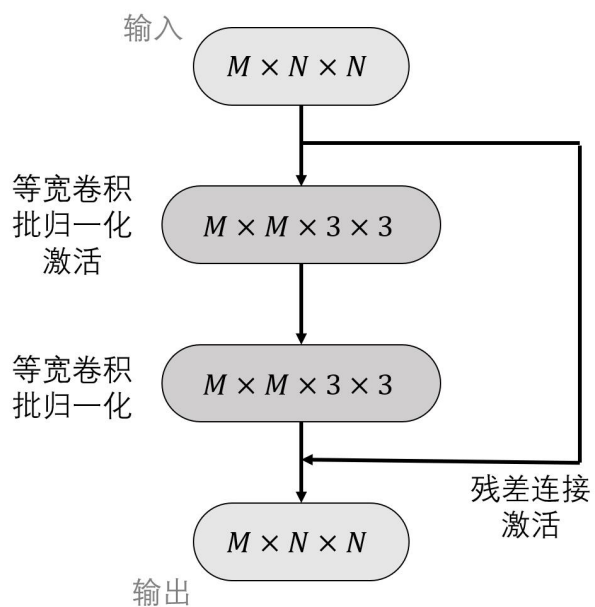 输入
M × N × N
等宽卷积
批归一化
激活
M × M × 3 × 3
等宽卷积
批归一化
M × M × 3 × 3
残差连接
激活
M × N × N
输出